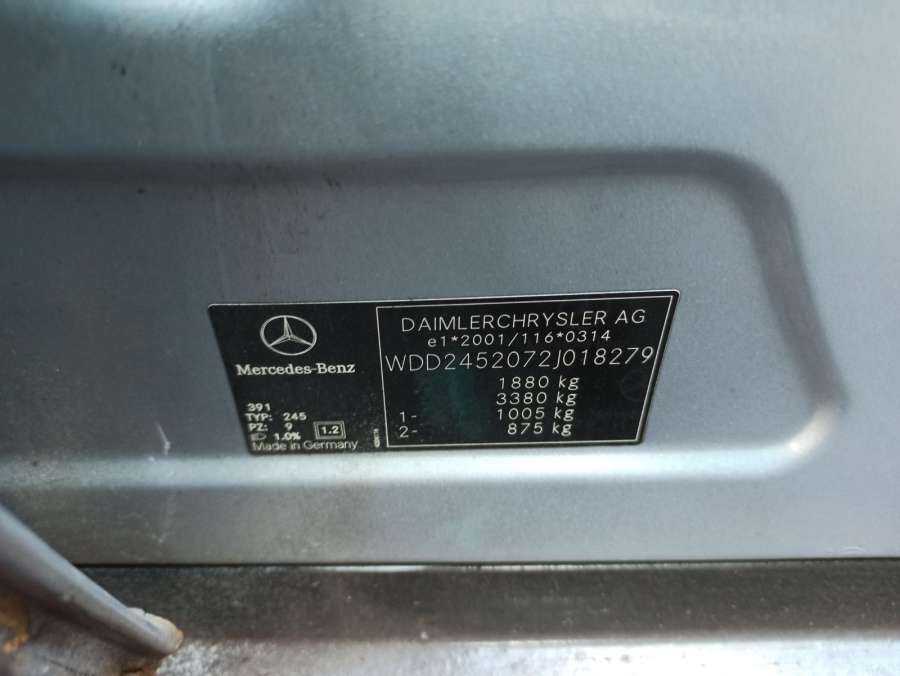 Mercedes-Benz
391
TYP: 245
PZ: 9
1.0% 1.2
Made in Germany
DAIMLERCHRYSLER AG
e1*2001/116*0314
WDD2452072J018279
1880 kg
3380 kg
1- 1005 kg
2- 875 kg